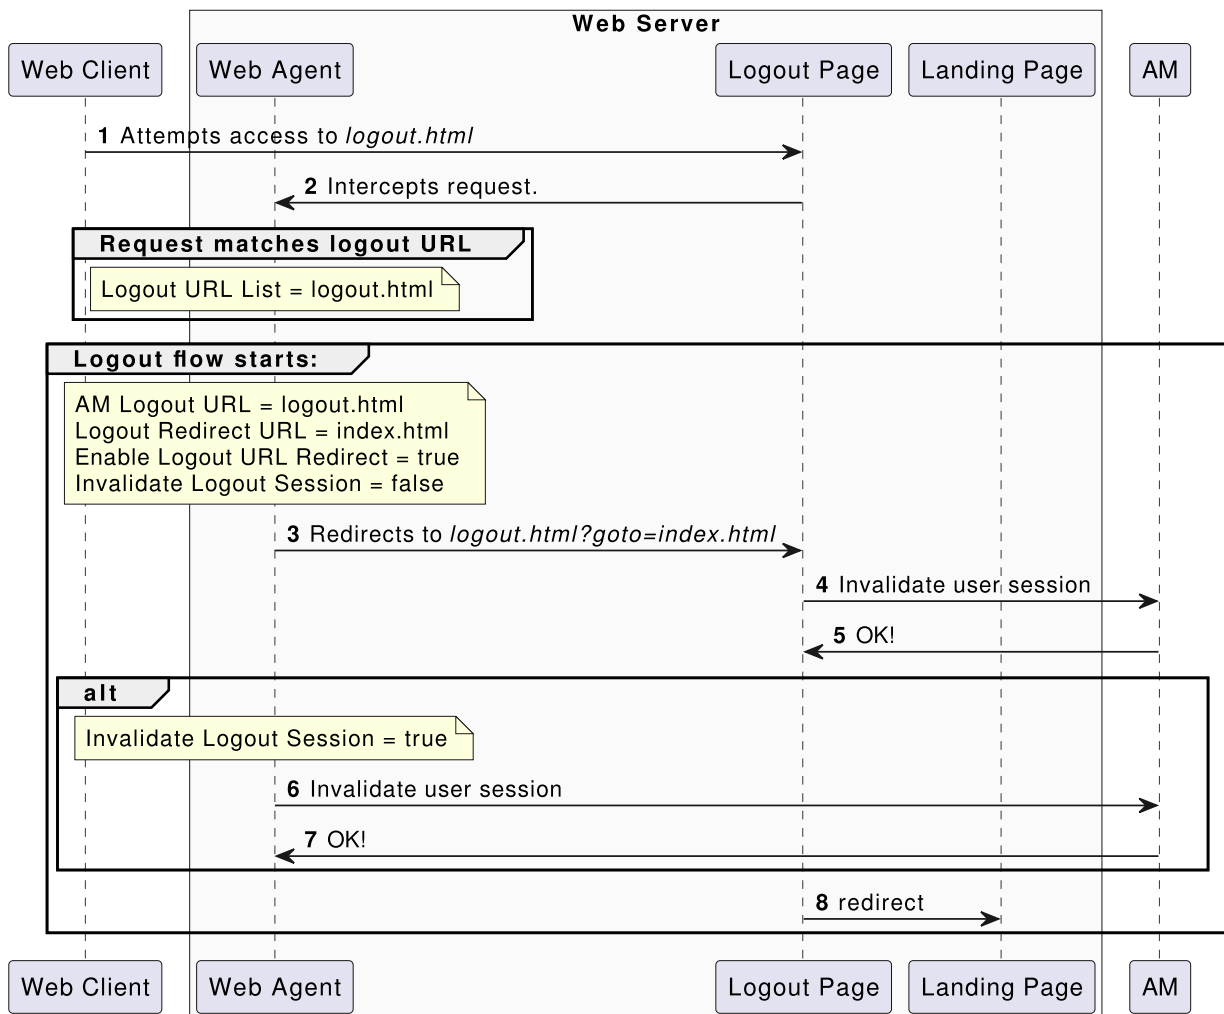 Web Server
Web Client Web Agent Logout Page Landing Page AM
1 Attempts access to logout.html
2 Intercepts request.
Request matches logout URL
Logout URL List = logout.html
Logout flow starts:
AM Logout URL = logout.html
Logout Redirect URL = index.html
Enable Logout URL Redirect = true
Invalidate Logout Session = false
3 Redirects to logout.html?goto=index.html
4 Invalidate user session
5 OK!
alt
Invalidate Logout Session = true
6 Invalidate user session
7 OK!
8 redirect
Web Client Web Agent Logout Page Landing Page AM